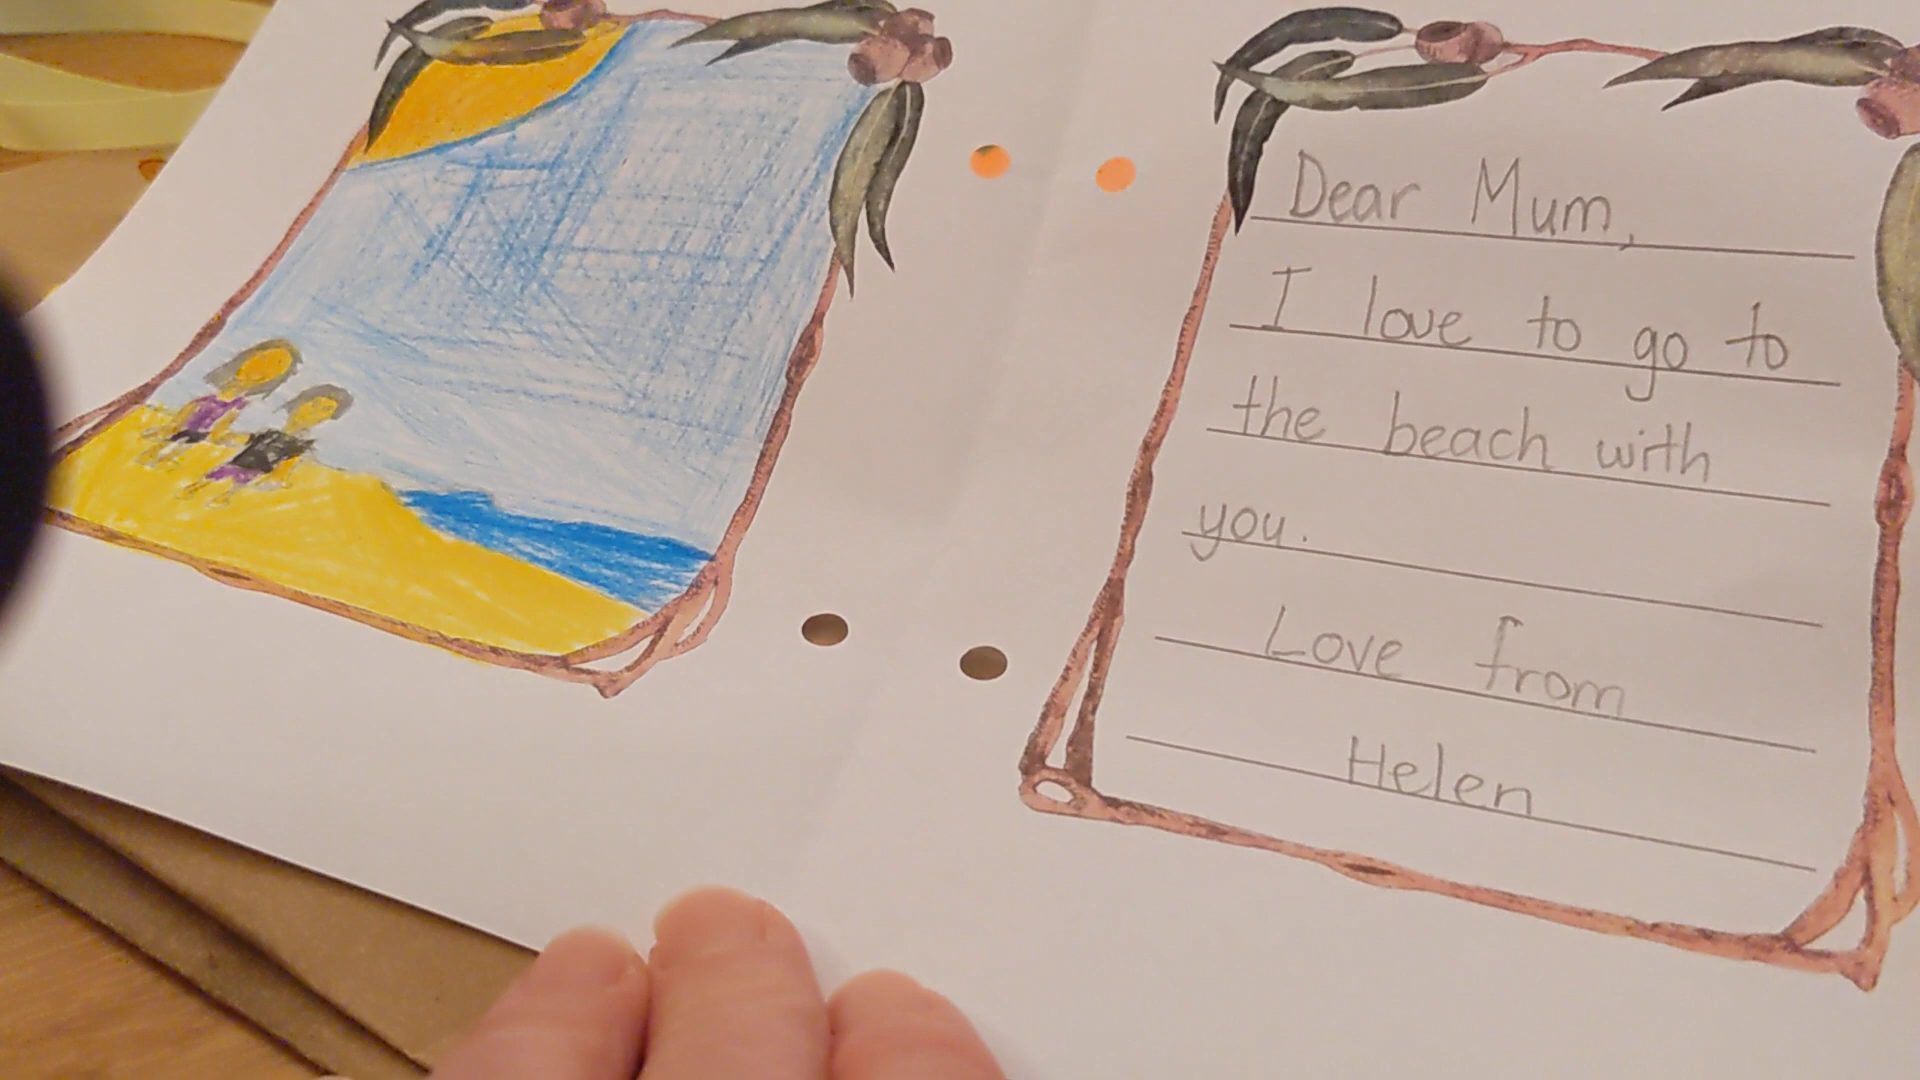 Dear Mum,
I love to go to
the beach with
you.
Love from
Helen